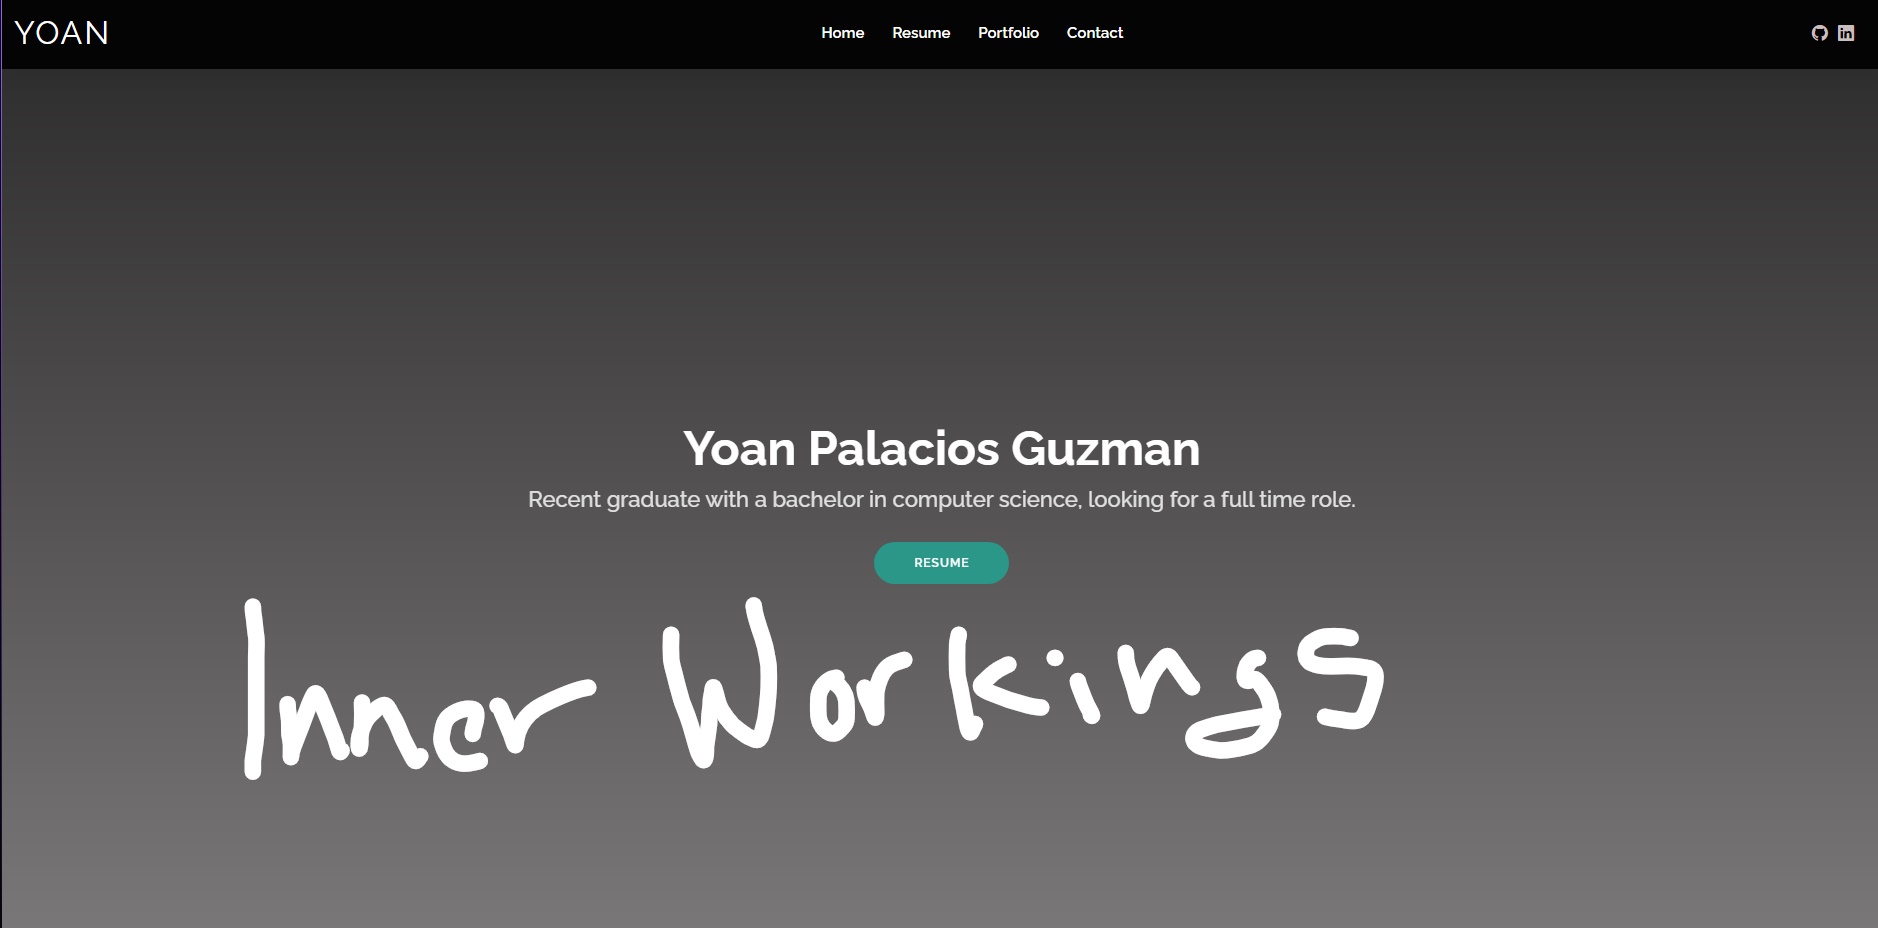 YOAN
Home Resume Portfolio Contact
in
Yoan Palacios Guzman
Recent graduate with a bachelor in computer science, looking for a full time role.
RESUME
Inner Workings